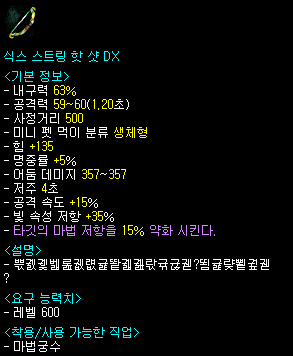 식스 스트링 핫 샷 DX
<기본 정보>
- 내구력 63%
- 공격력 59~60(1.20초)
- 사정거리 500
- 미니 펫 먹이 분류 생체형
- 힘 +135
- 명중률 +5%
- 어둠 데미지 357~357
- 저주 4초
- 공격 속도 +15%
- 빛 속성 저항 +35%
- 타깃의 마법 저항을 15% 약화 시킨다.
<설명>
?
<요구 능력치>
- 레벨 600
<착용/사용 가능한 직업>
- 마법궁수